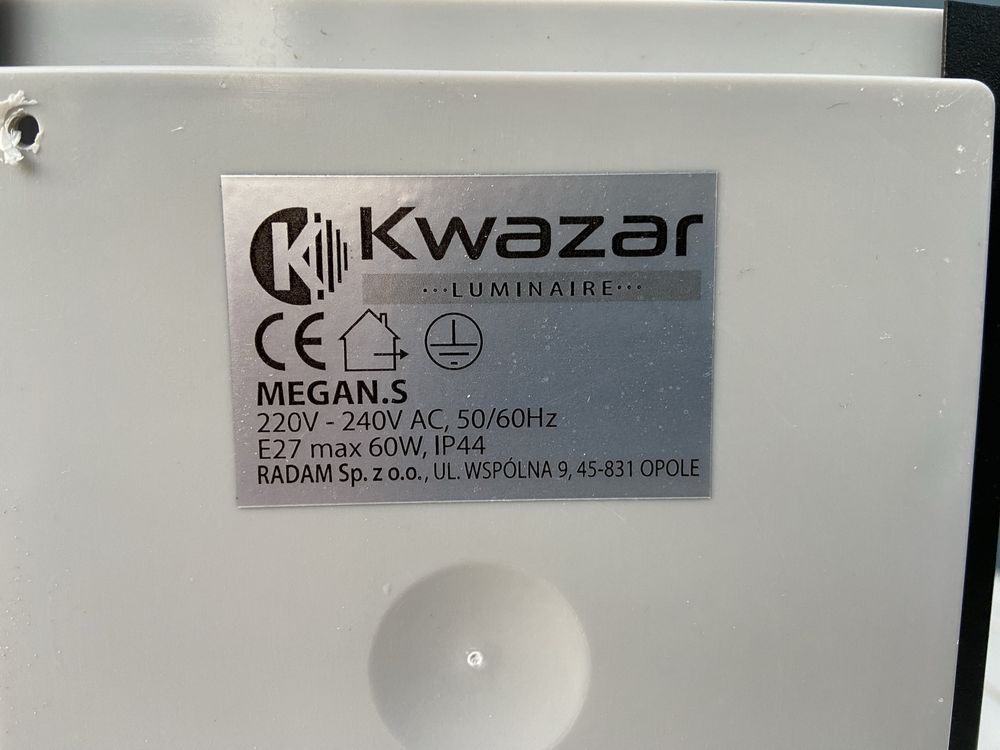 Kwazar
···LUMINAIRE···
CE
MEGAN.S
220V - 240V AC, 50/60Hz
E27 max 60W, IP44
RADAM Sp. z o.o., UL. WSPÓLNA 9, 45-831 OPOLE